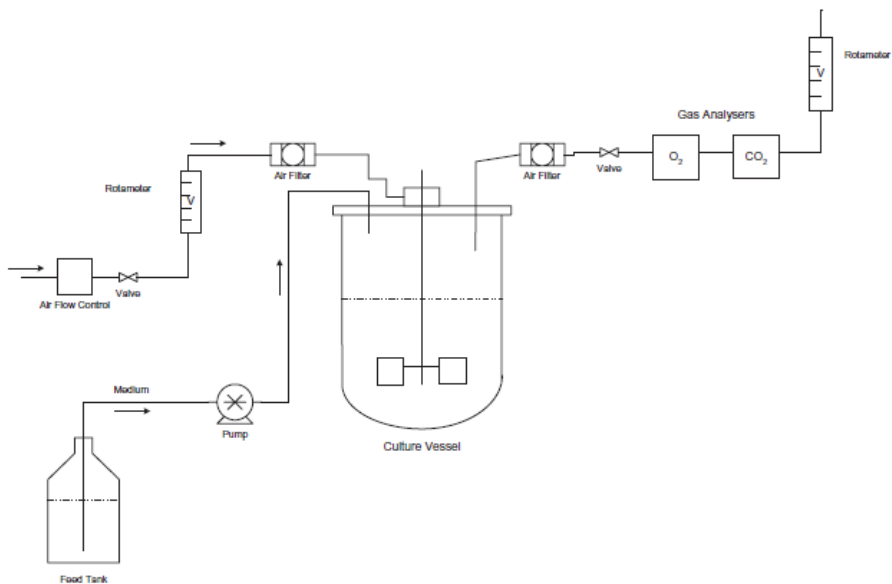 Rotameter
V
Gas Analysers
O2
CO2
Valve
Air Filter
Air Filter
Rotameter
V
Air Flow Control
Valve
Medium
Pump
Culture Vessel
Feed Tank